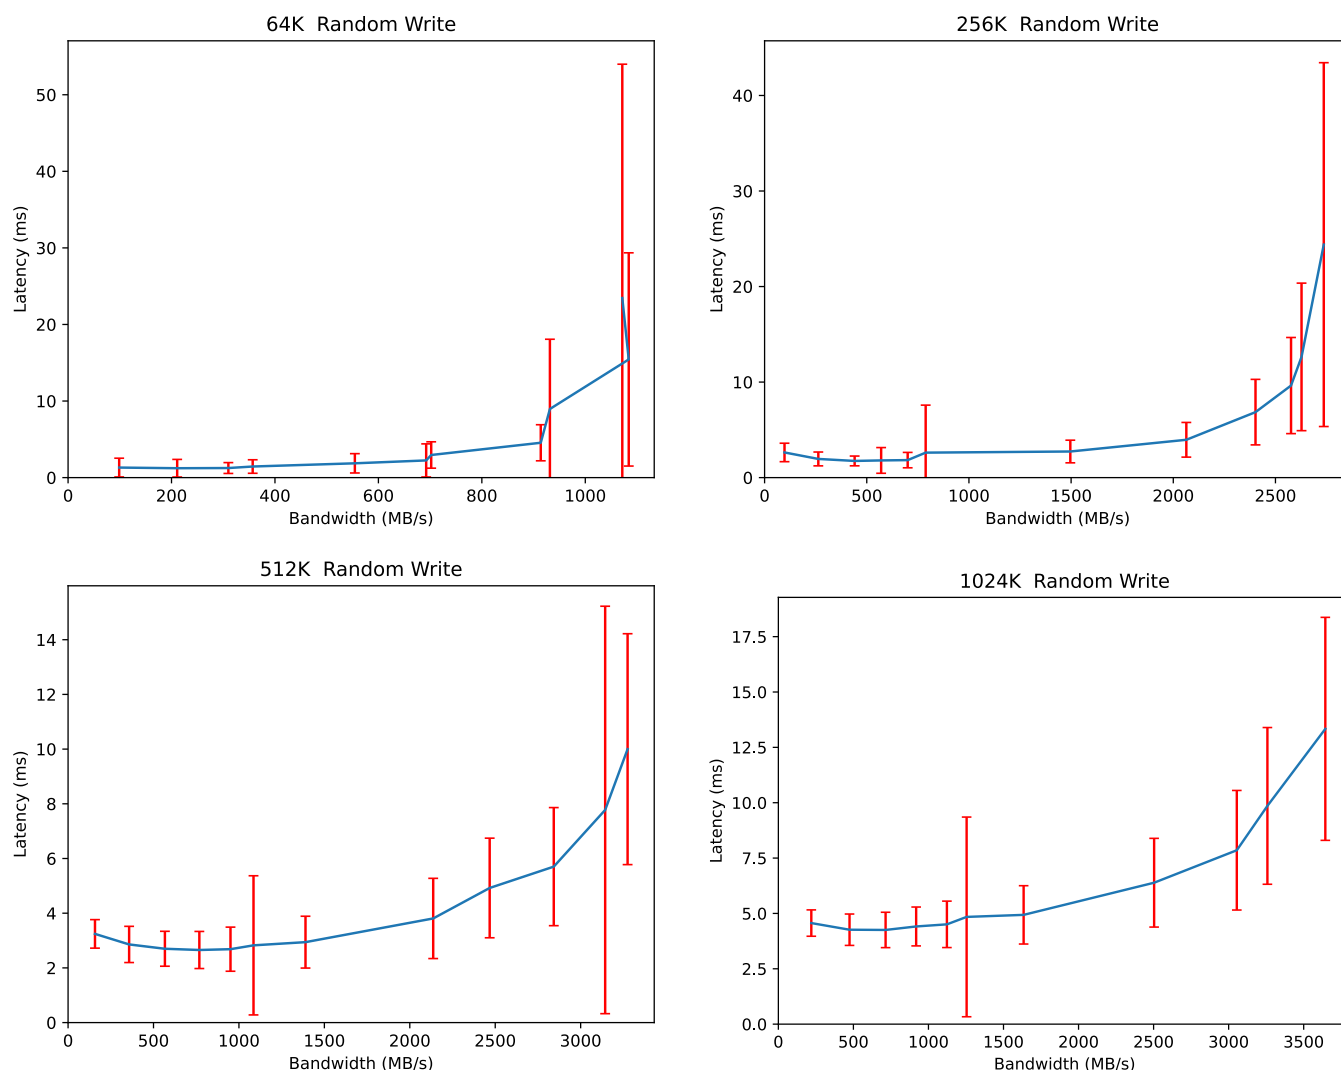 64K  Random Write
Latency (ms)
50
40
30
20
10
0
0 200 400 600 800 1000
Bandwidth (MB/s)
256K  Random Write
Latency (ms)
40
30
20
10
0
0 500 1000 1500 2000 2500
Bandwidth (MB/s)
512K  Random Write
Latency (ms)
14
12
10
8
6
4
2
0
0 500 1000 1500 2000 2500 3000
Bandwidth (MB/s)
1024K  Random Write
Latency (ms)
17.5
15.0
12.5
10.0
7.5
5.0
2.5
0.0
0 500 1000 1500 2000 2500 3000 3500
Bandwidth (MB/s)